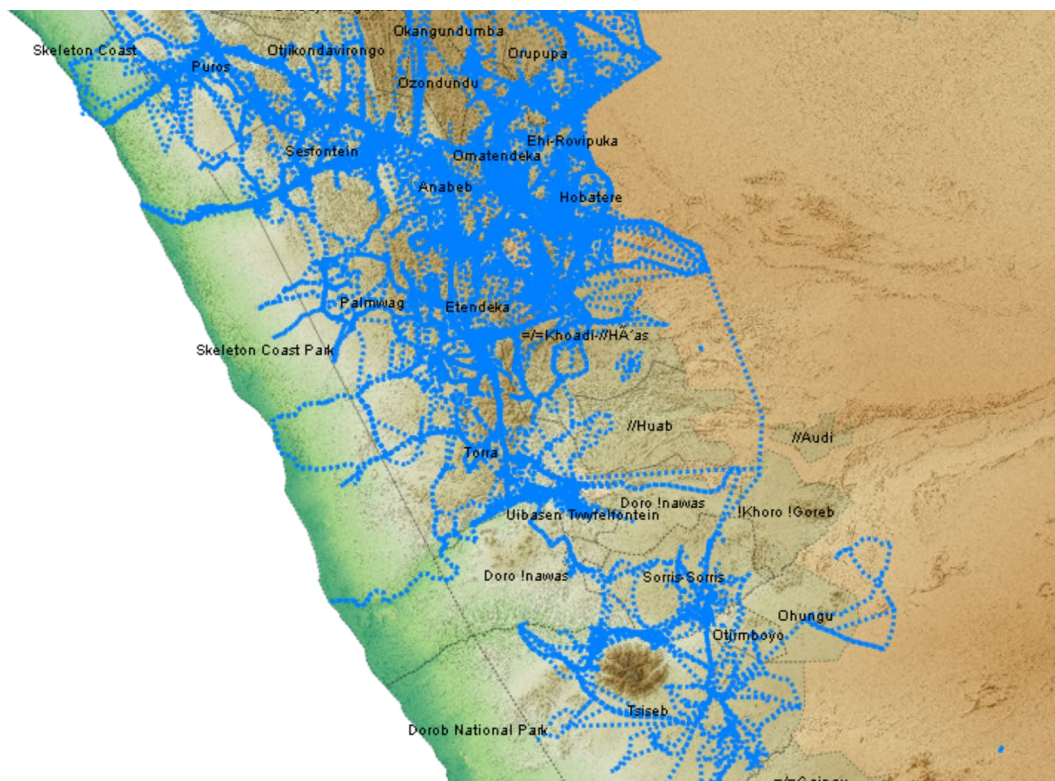 Okangundumba
Skeleton Coast
Otjikondavirongo
Orupupa
Puros
Ozondundu
Ehi-Rovipuka
Sesfontein
Omatendeka
Anabeb
Hobatere
Palmwag
Etendeka
=/=Khoadi-//HÃ´as
Skeleton Coast Park
//Huab
//Audi
Torra
Doro !nawas
Uibasen Twyfelfontein
!Khoro !Goreb
Doro !nawas
Sorris-Sorris
Ohungu
Otjimboyo
Tsiseb
Dorob National Park